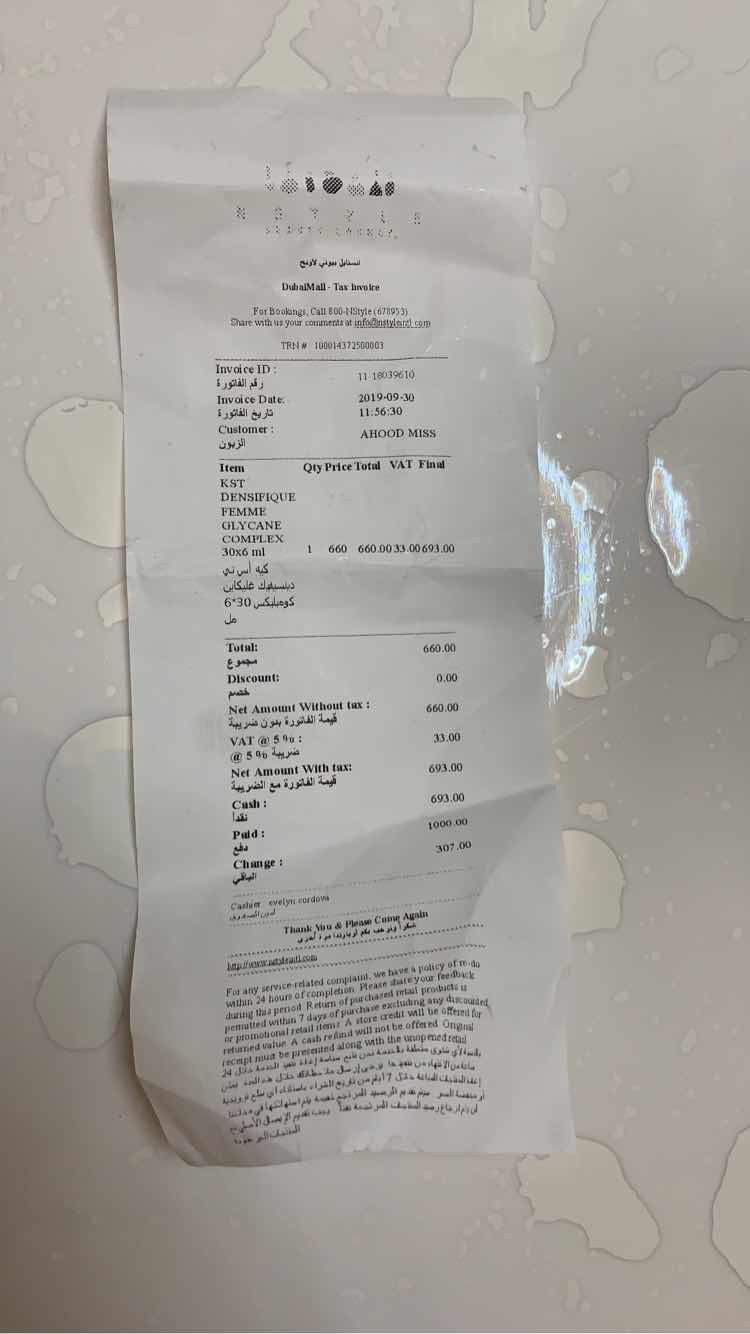 N S T Y L E
انستايل بيوتي لاونج
DubaiMall - Tax Invoice
For Bookings, Call 800-NStyle (678953)
Share with us your comments at info@nstyleintl.com
TRN # 100014372500003
Invoice ID : 11-18039610
رقم الفاتورة
Invoice Date: 2019-09-30
تاريخ الفاتورة 11:56:30
Customer : AHOOD MISS
الزبون
Item Qty Price Total VAT Final
KST
DENSIFIQUE
FEMME
GLYCANE
COMPLEX
30x6 ml 1 660 660.00 33.00 693.00
كيه أس تي
دينسيفيك غليكاين
كومبليكس 30*6
مل
Total: 660.00
مجموع
Discount: 0.00
خصم
Net Amount Without tax : 660.00
قيمة الفاتورة بدون ضريبة
VAT @ 5 % : 33.00
ضريبة % 5 @
Net Amount With tax: 693.00
قيمة الفاتورة مع الضريبة
Cash : 693.00
نقداً
Paid : 1000.00
دفع
Change : 307.00
الباقي
Cashier evelyn cordova
Thank You & Please Come Again
http://www.nstyleintl.com
For any service-related complaint, we have a policy of re-do
within 24 hours of completion. Please share your feedback
during this period. Return of purchased retail products is
permitted within 7 days of purchase excluding any discounted
or promotional retail items. A store credit will be offered for
returned value. A cash refund will not be offered. Original
receipt must be presented along with the unopened retail